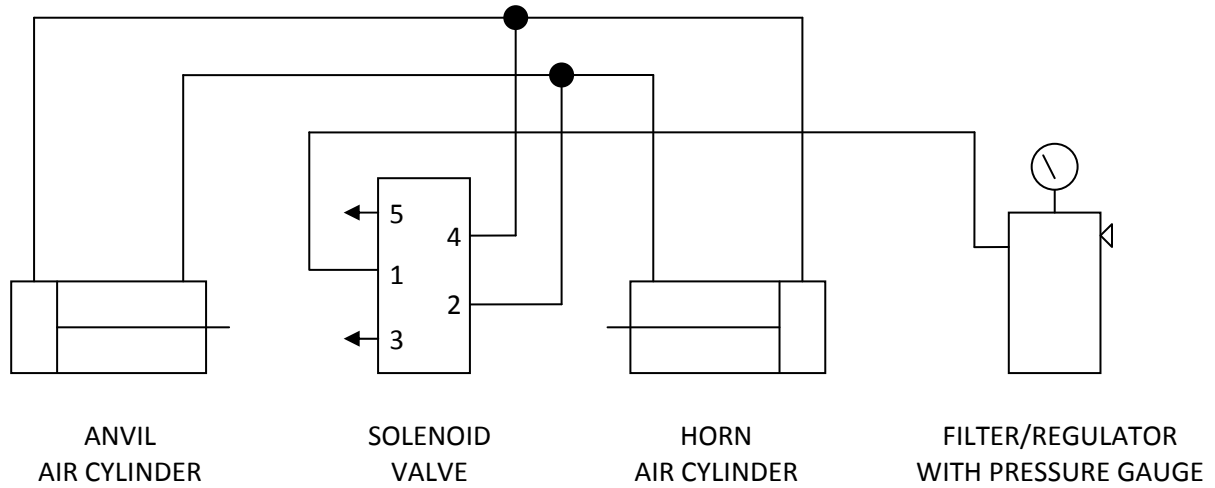 5
4
1
2
3
ANVIL
AIR CYLINDER
SOLENOID
VALVE
HORN
AIR CYLINDER
FILTER/REGULATOR
WITH PRESSURE GAUGE